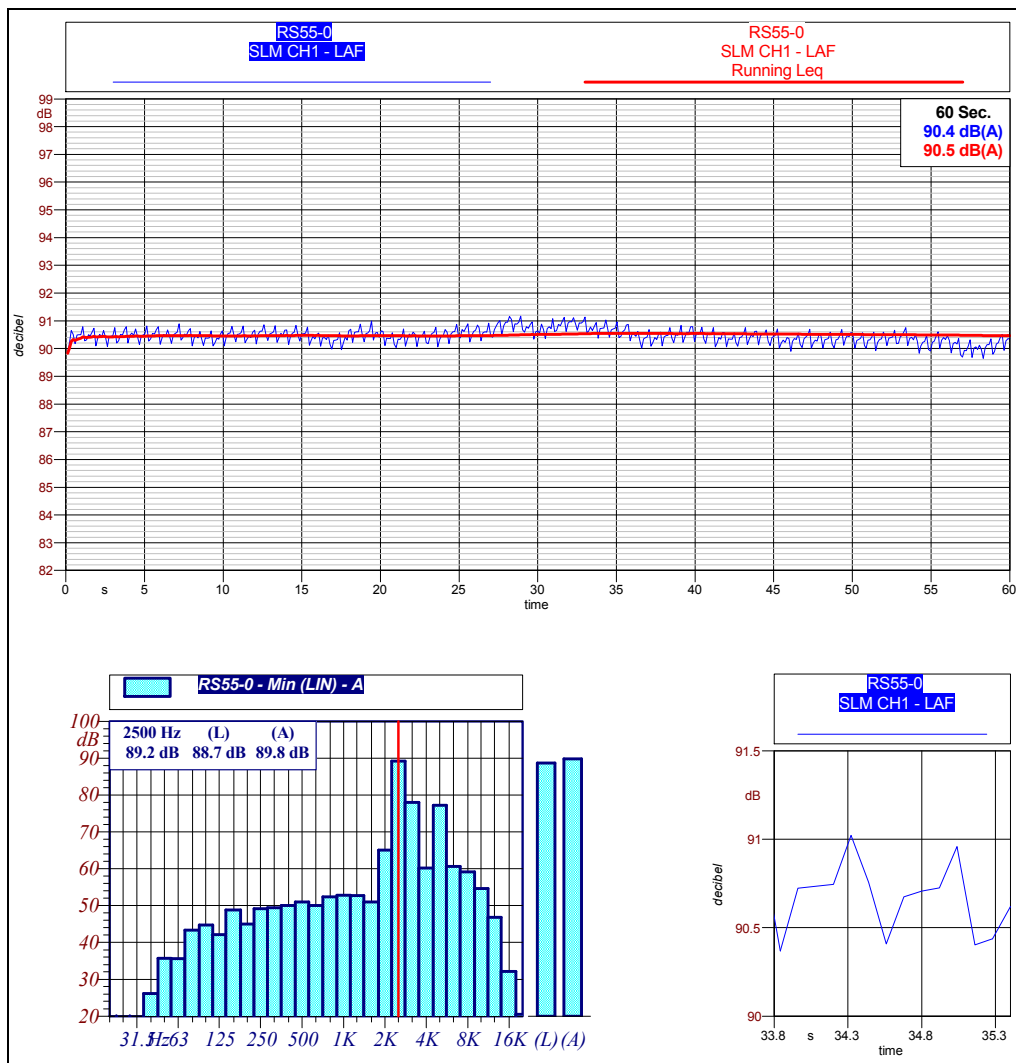 RS55-0
SLM CH1 - LAF
RS55-0
SLM CH1 - LAF
Running Leq
99
dB
98
97
96
95
94
93
92
91
90
89
88
87
86
85
84
83
82
decibel
60 Sec.
90.4 dB(A)
90.5 dB(A)
0 s 5 10 15 20 25 30 35 40 45 50 55 60
time
RS55-0 - Min (LIN) - A
2500 Hz (L) (A)
89.2 dB 88.7 dB 89.8 dB
100
dB
90
80
70
60
50
40
30
20
31.5 Hz 63 125 250 500 1K 2K 4K 8K 16K (L) (A)
RS55-0
SLM CH1 - LAF
91.5
dB
91
90.5
90
decibel
33.8 s 34.3 34.8 35.3
time